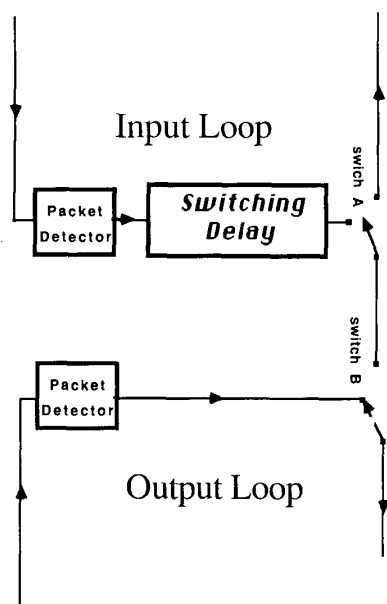 Input Loop
swich A
Packet
Detector
Switching
Delay
switch B
Packet
Detector
Output Loop